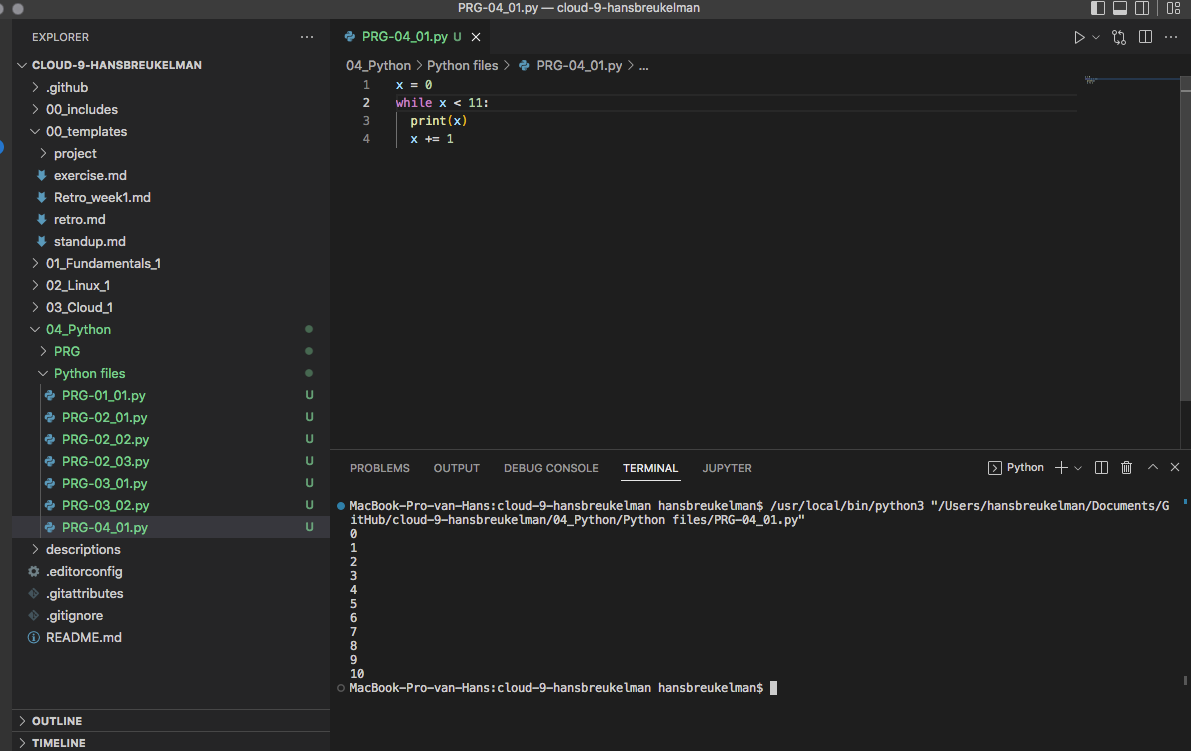 PRG-04_01.py — cloud-9-hansbreukelman
EXPLORER
CLOUD-9-HANSBREUKELMAN
.github
00_includes
00_templates
project
exercise.md
Retro_week1.md
retro.md
standup.md
01_Fundamentals_1
02_Linux_1
03_Cloud_1
04_Python
PRG
Python files
PRG-01_01.py U
PRG-02_01.py U
PRG-02_02.py U
PRG-02_03.py U
PRG-03_01.py U
PRG-03_02.py U
PRG-04_01.py U
descriptions
.editorconfig
.gitattributes
.gitignore
README.md
OUTLINE
TIMELINE
PRG-04_01.py U
04_Python > Python files > PRG-04_01.py > ...
1 x = 0
2 while x < 11:
3 print(x)
4 x += 1
PROBLEMS OUTPUT DEBUG CONSOLE TERMINAL JUPYTER Python
MacBook-Pro-van-Hans:cloud-9-hansbreukelman hansbreukelman$ /usr/local/bin/python3 "/Users/hansbreukelman/Documents/G
itHub/cloud-9-hansbreukelman/04_Python/Python files/PRG-04_01.py"
0
1
2
3
4
5
6
7
8
9
10
MacBook-Pro-van-Hans:cloud-9-hansbreukelman hansbreukelman$